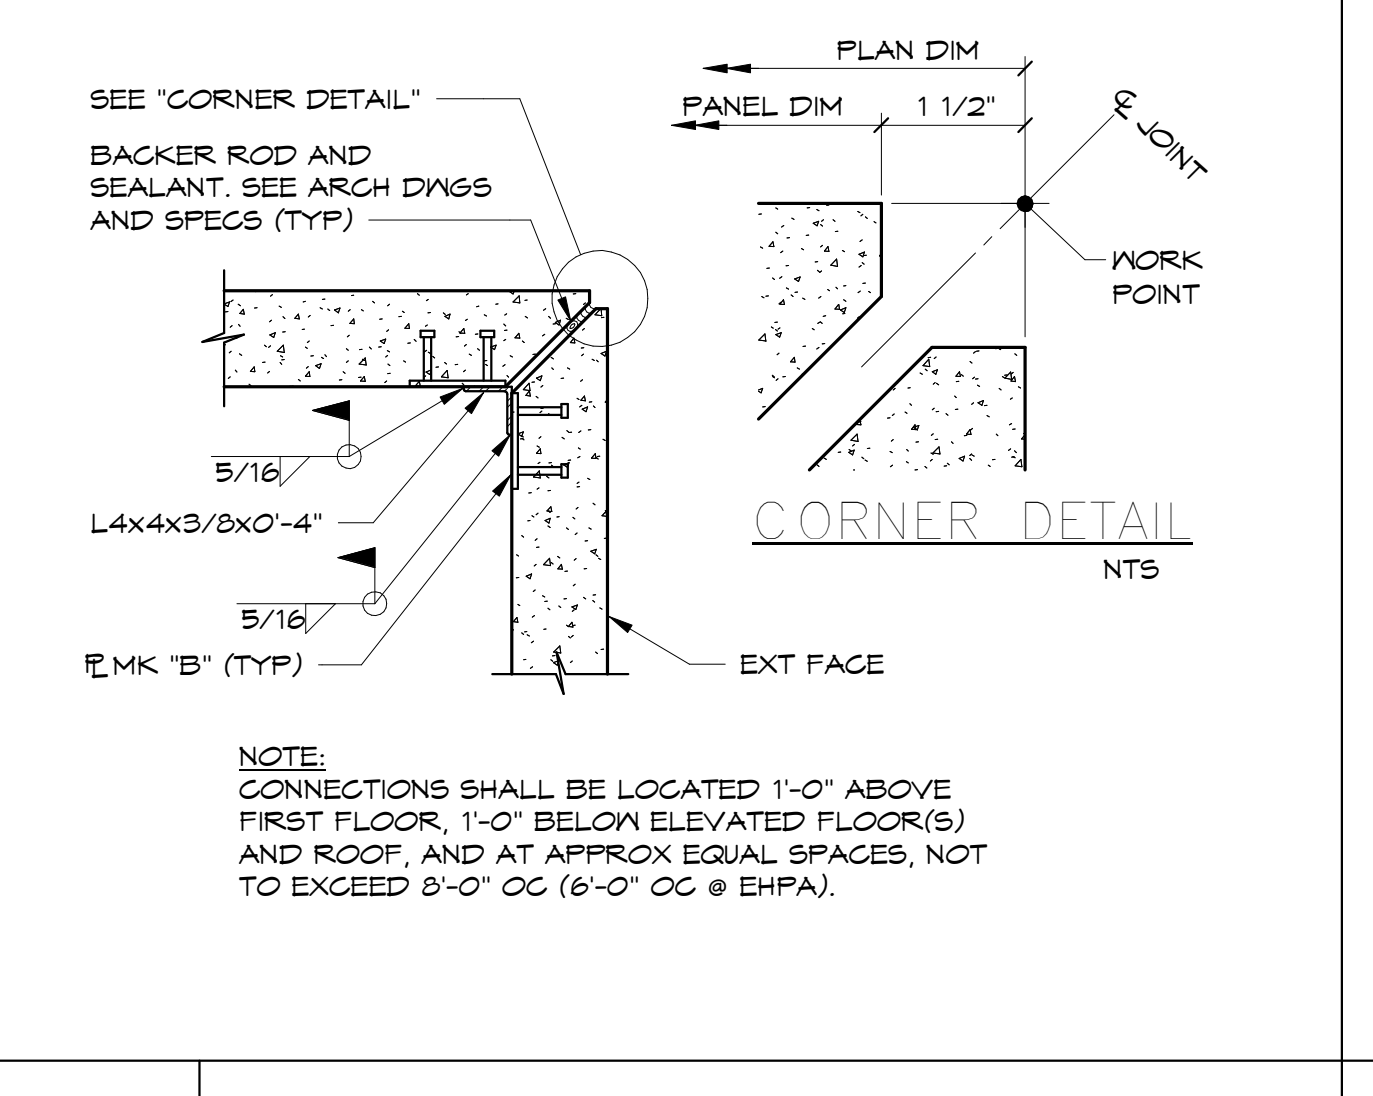 SEE "CORNER DETAIL"
BACKER ROD AND
SEALANT. SEE ARCH DWGS
AND SPECS (TYP)
5/16
L4x4x3/8x0'-4"
5/16
PL MK "B" (TYP)
EXT FACE
PLAN DIM
PANEL DIM
1 1/2"
℄ JOINT
WORK
POINT
CORNER DETAIL
NTS
NOTE:
CONNECTIONS SHALL BE LOCATED 1'-0" ABOVE
FIRST FLOOR, 1'-0" BELOW ELEVATED FLOOR(S)
AND ROOF, AND AT APPROX EQUAL SPACES, NOT
TO EXCEED 8'-0" OC (6'-0" OC @ EHPA).